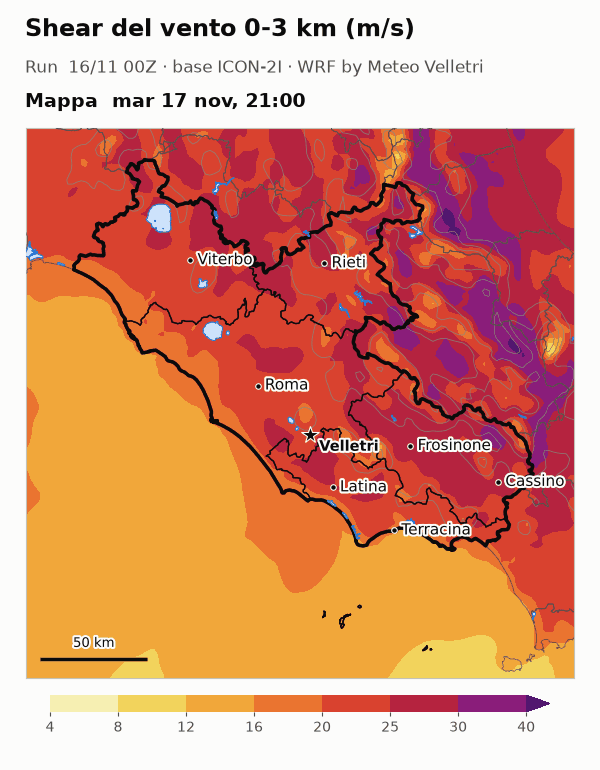 Shear del vento 0-3 km (m/s)
Run  16/11 00Z · base ICON-2I · WRF by Meteo Velletri
Mappa  mar 17 nov, 21:00
Viterbo
Rieti
Roma
Velletri
Frosinone
Latina
Cassino
Terracina
50 km
4 8 12 16 20 25 30 40